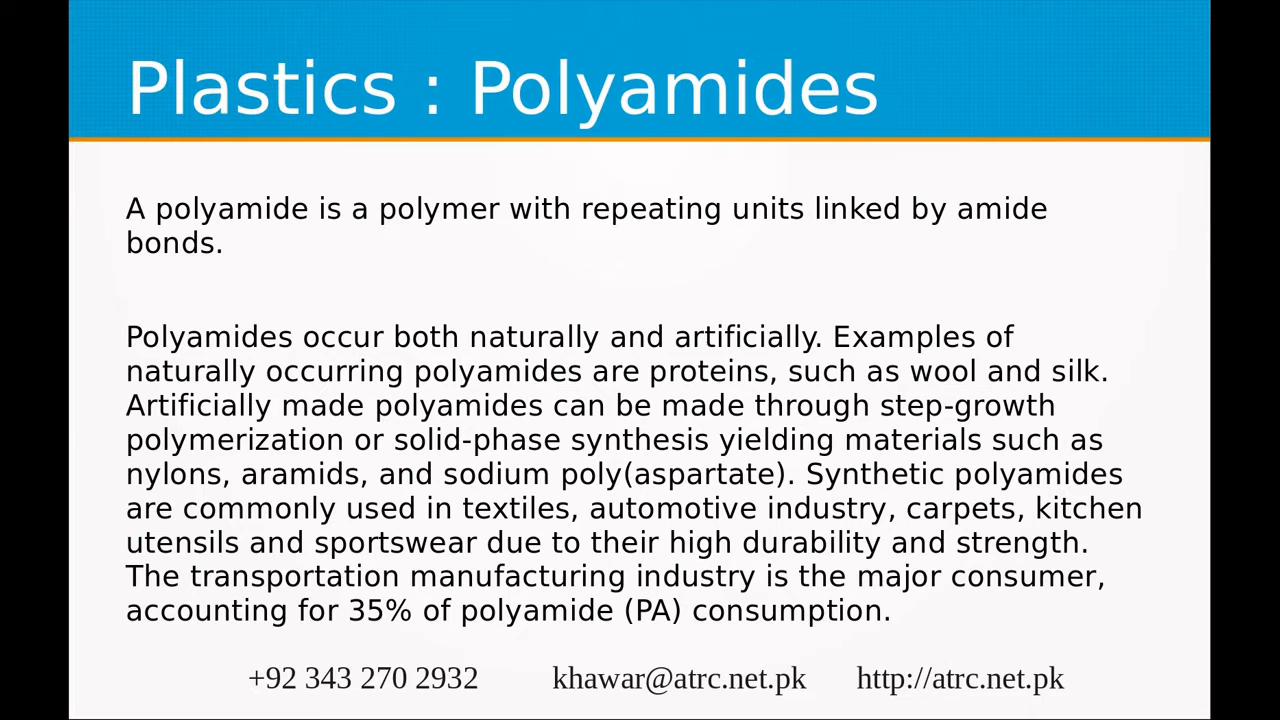 Plastics : Polyamides
A polyamide is a polymer with repeating units linked by amide
bonds.
Polyamides occur both naturally and artificially. Examples of
naturally occurring polyamides are proteins, such as wool and silk.
Artificially made polyamides can be made through step-growth
polymerization or solid-phase synthesis yielding materials such as
nylons, aramids, and sodium poly(aspartate). Synthetic polyamides
are commonly used in textiles, automotive industry, carpets, kitchen
utensils and sportswear due to their high durability and strength.
The transportation manufacturing industry is the major consumer,
accounting for 35% of polyamide (PA) consumption.
+92 343 270 2932 khawar@atrc.net.pk http://atrc.net.pk